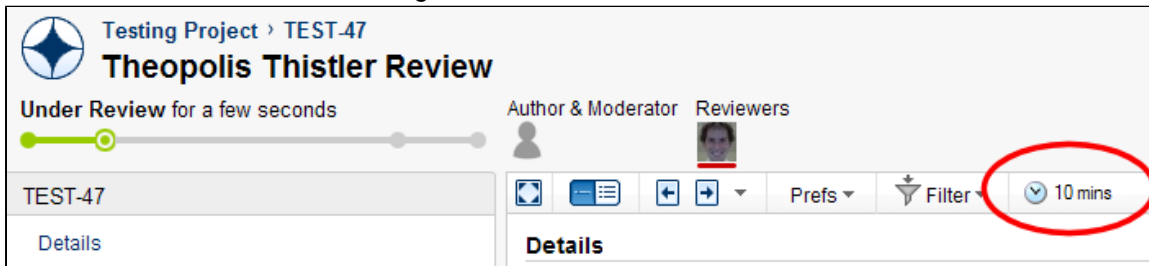 Testing Project › TEST-47
Theopolis Thistler Review
Under Review for a few seconds
Author & Moderator Reviewers
TEST-47
Prefs Filter 10 mins
Details
Details